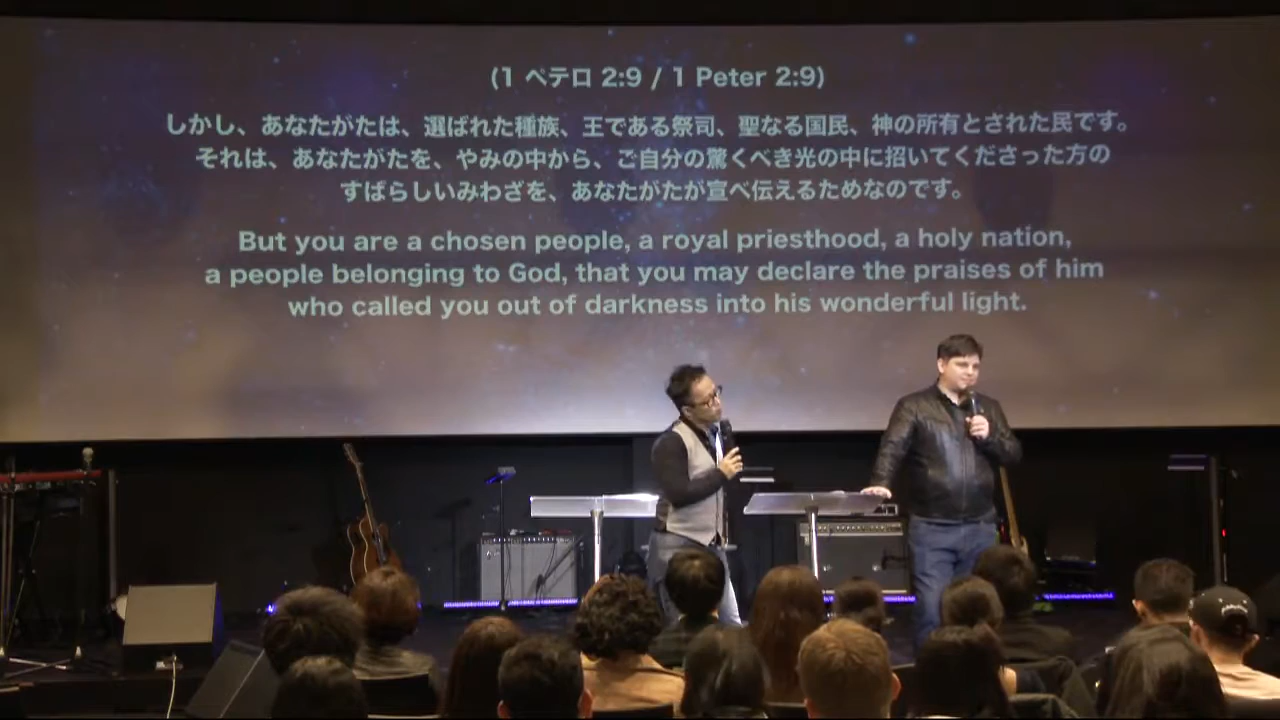 (1 ペテロ 2:9 / 1 Peter 2:9)
しかし、あなたがたは、選ばれた種族、王である祭司、聖なる国民、神の所有とされた民です。
それは、あなたがたを、やみの中から、ご自分の驚くべき光の中に招いてくださった方の
すばらしいみわざを、あなたがたが宣べ伝えるためなのです。
But you are a chosen people, a royal priesthood, a holy nation,
a people belonging to God, that you may declare the praises of him
who called you out of darkness into his wonderful light.